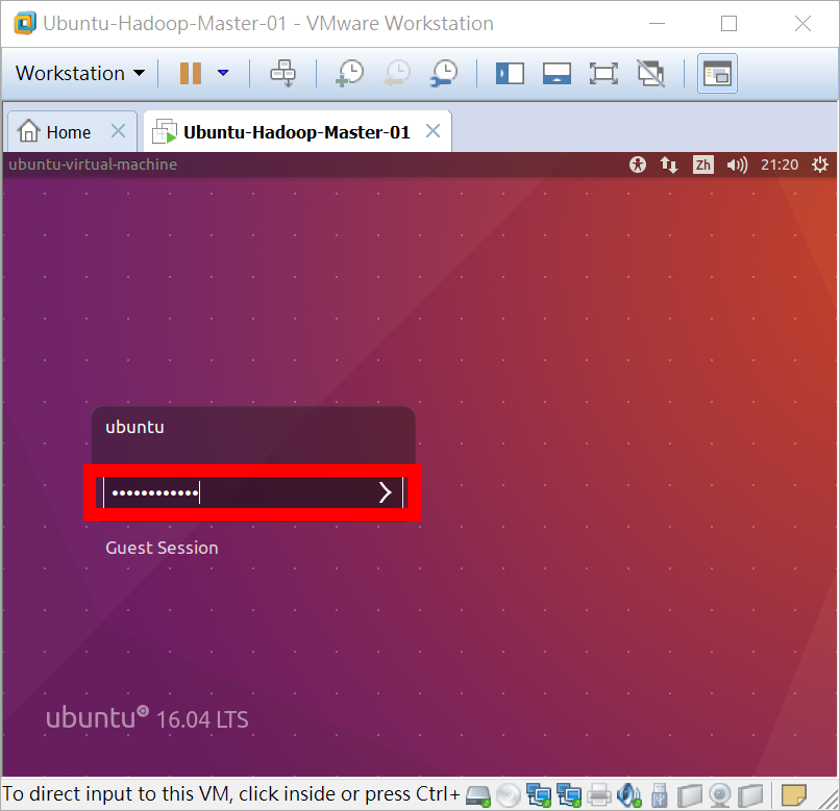 Ubuntu-Hadoop-Master-01 - VMware Workstation
Workstation
Home
Ubuntu-Hadoop-Master-01
ubuntu-virtual-machine
Zh
21:20
ubuntu
••••••••••••
Guest Session
ubuntu® 16.04 LTS
To direct input to this VM, click inside or press Ctrl+